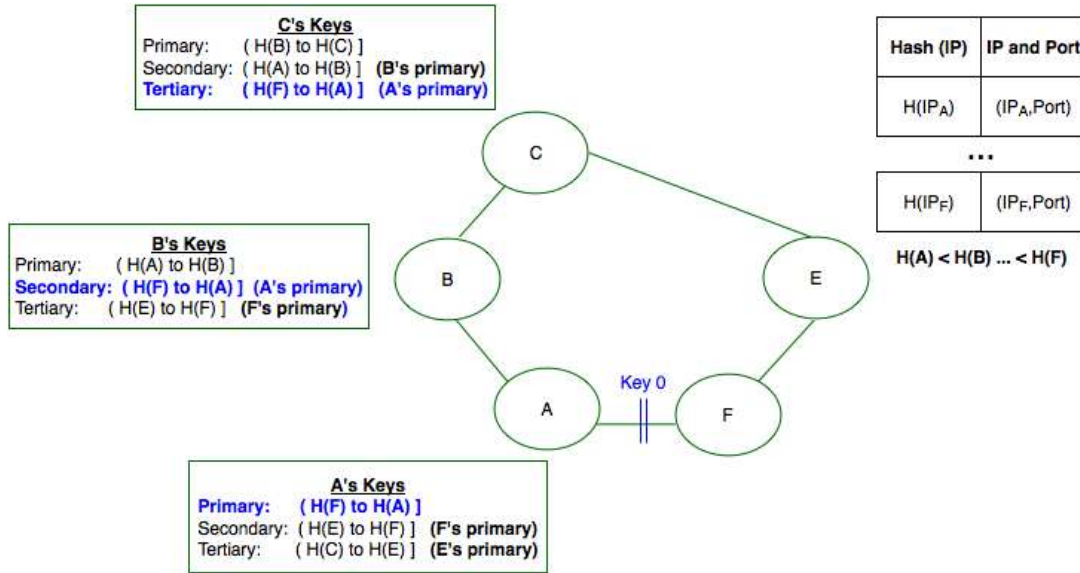 C's Keys
Primary: ( H(B) to H(C) ]
Secondary: ( H(A) to H(B) ] (B's primary)
Tertiary: ( H(F) to H(A) ] (A's primary)
Hash (IP) IP and Port
H(IPA) (IPA,Port)
...
H(IPF) (IPF,Port)
H(A) < H(B) ... < H(F)
C
B's Keys
Primary: ( H(A) to H(B) ]
Secondary: ( H(F) to H(A) ] (A's primary)
Tertiary: ( H(E) to H(F) ] (F's primary)
B
E
Key 0
A
F
A's Keys
Primary: ( H(F) to H(A) ]
Secondary: ( H(E) to H(F) ] (F's primary)
Tertiary: ( H(C) to H(E) ] (E's primary)